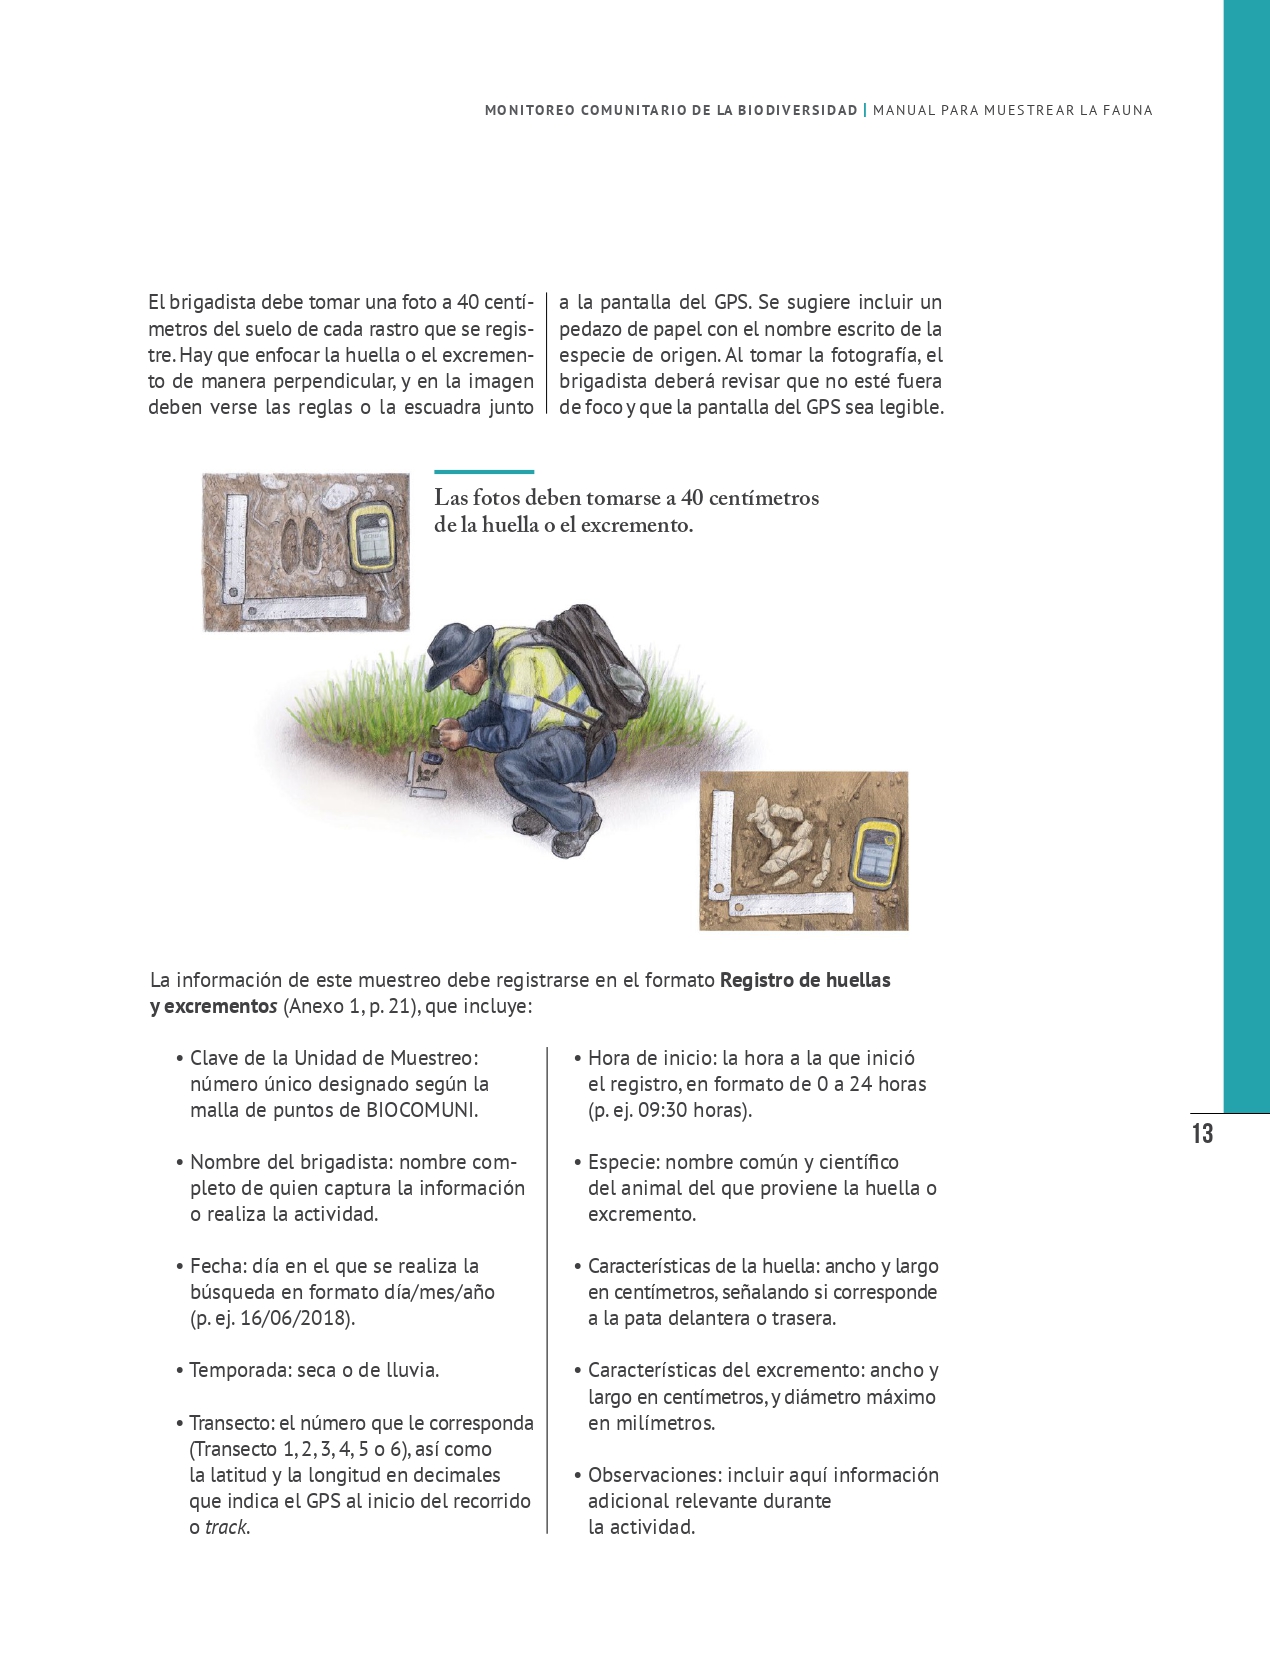 MONITOREO COMUNITARIO DE LA BIODIVERSIDAD | MANUAL PARA MUESTREAR LA FAUNA
El brigadista debe tomar una foto a 40 centí-
metros del suelo de cada rastro que se regis-
tre. Hay que enfocar la huella o el excremen-
to de manera perpendicular, y en la imagen
deben verse las reglas o la escuadra junto
a la pantalla del GPS. Se sugiere incluir un
pedazo de papel con el nombre escrito de la
especie de origen. Al tomar la fotografía, el
brigadista deberá revisar que no esté fuera
de foco y que la pantalla del GPS sea legible.
Las fotos deben tomarse a 40 centímetros
de la huella o el excremento.
La información de este muestreo debe registrarse en el formato Registro de huellas
y excrementos (Anexo 1, p. 21), que incluye:
• Clave de la Unidad de Muestreo:
número único designado según la
malla de puntos de BIOCOMUNI.
• Nombre del brigadista: nombre com-
pleto de quien captura la información
o realiza la actividad.
• Fecha: día en el que se realiza la
búsqueda en formato día/mes/año
(p. ej. 16/06/2018).
• Temporada: seca o de lluvia.
• Transecto: el número que le corresponda
(Transecto 1, 2, 3, 4, 5 o 6), así como
la latitud y la longitud en decimales
que indica el GPS al inicio del recorrido
o track.
• Hora de inicio: la hora a la que inició
el registro, en formato de 0 a 24 horas
(p. ej. 09:30 horas).
• Especie: nombre común y científico
del animal del que proviene la huella o
excremento.
• Características de la huella: ancho y largo
en centímetros, señalando si corresponde
a la pata delantera o trasera.
• Características del excremento: ancho y
largo en centímetros, y diámetro máximo
en milímetros.
• Observaciones: incluir aquí información
adicional relevante durante
la actividad.
13